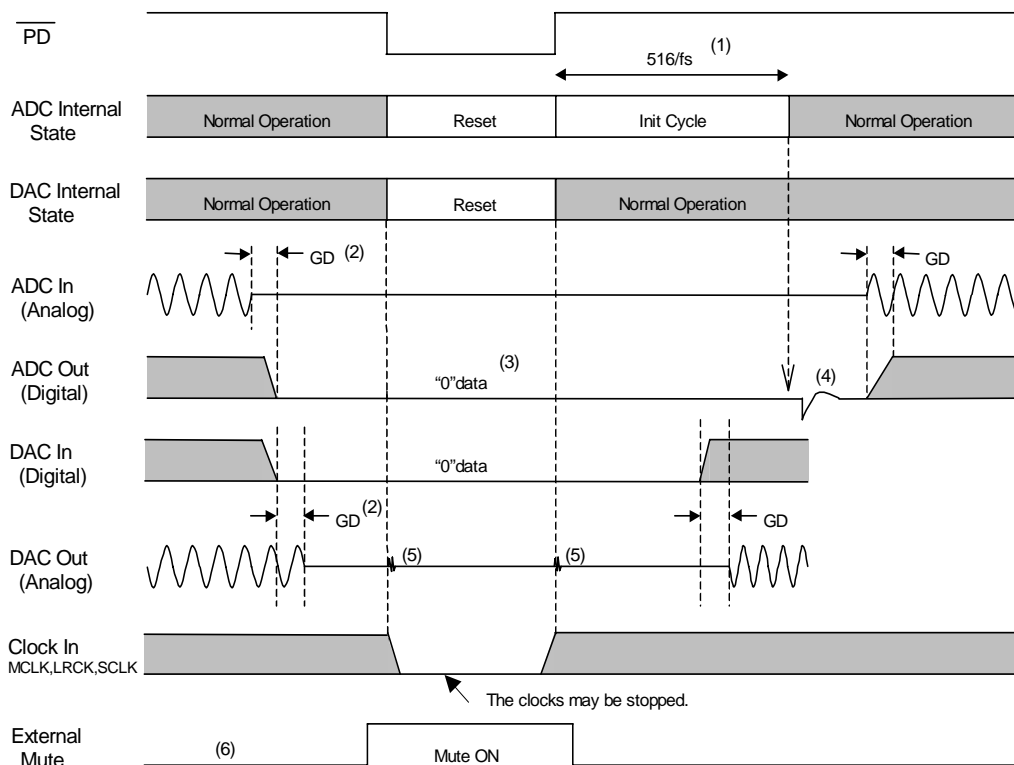 PD
516/fs (1)
ADC Internal
State
Normal Operation Reset Init Cycle Normal Operation
DAC Internal
State
Normal Operation Reset Normal Operation
GD (2) GD
ADC In
(Analog)
ADC Out
(Digital)
“0”data (3) (4)
DAC In
(Digital)
“0”data
GD (2) GD
DAC Out
(Analog)
(5) (5)
Clock In
MCLK,LRCK,SCLK
The clocks may be stopped.
External
Mute
(6) Mute ON